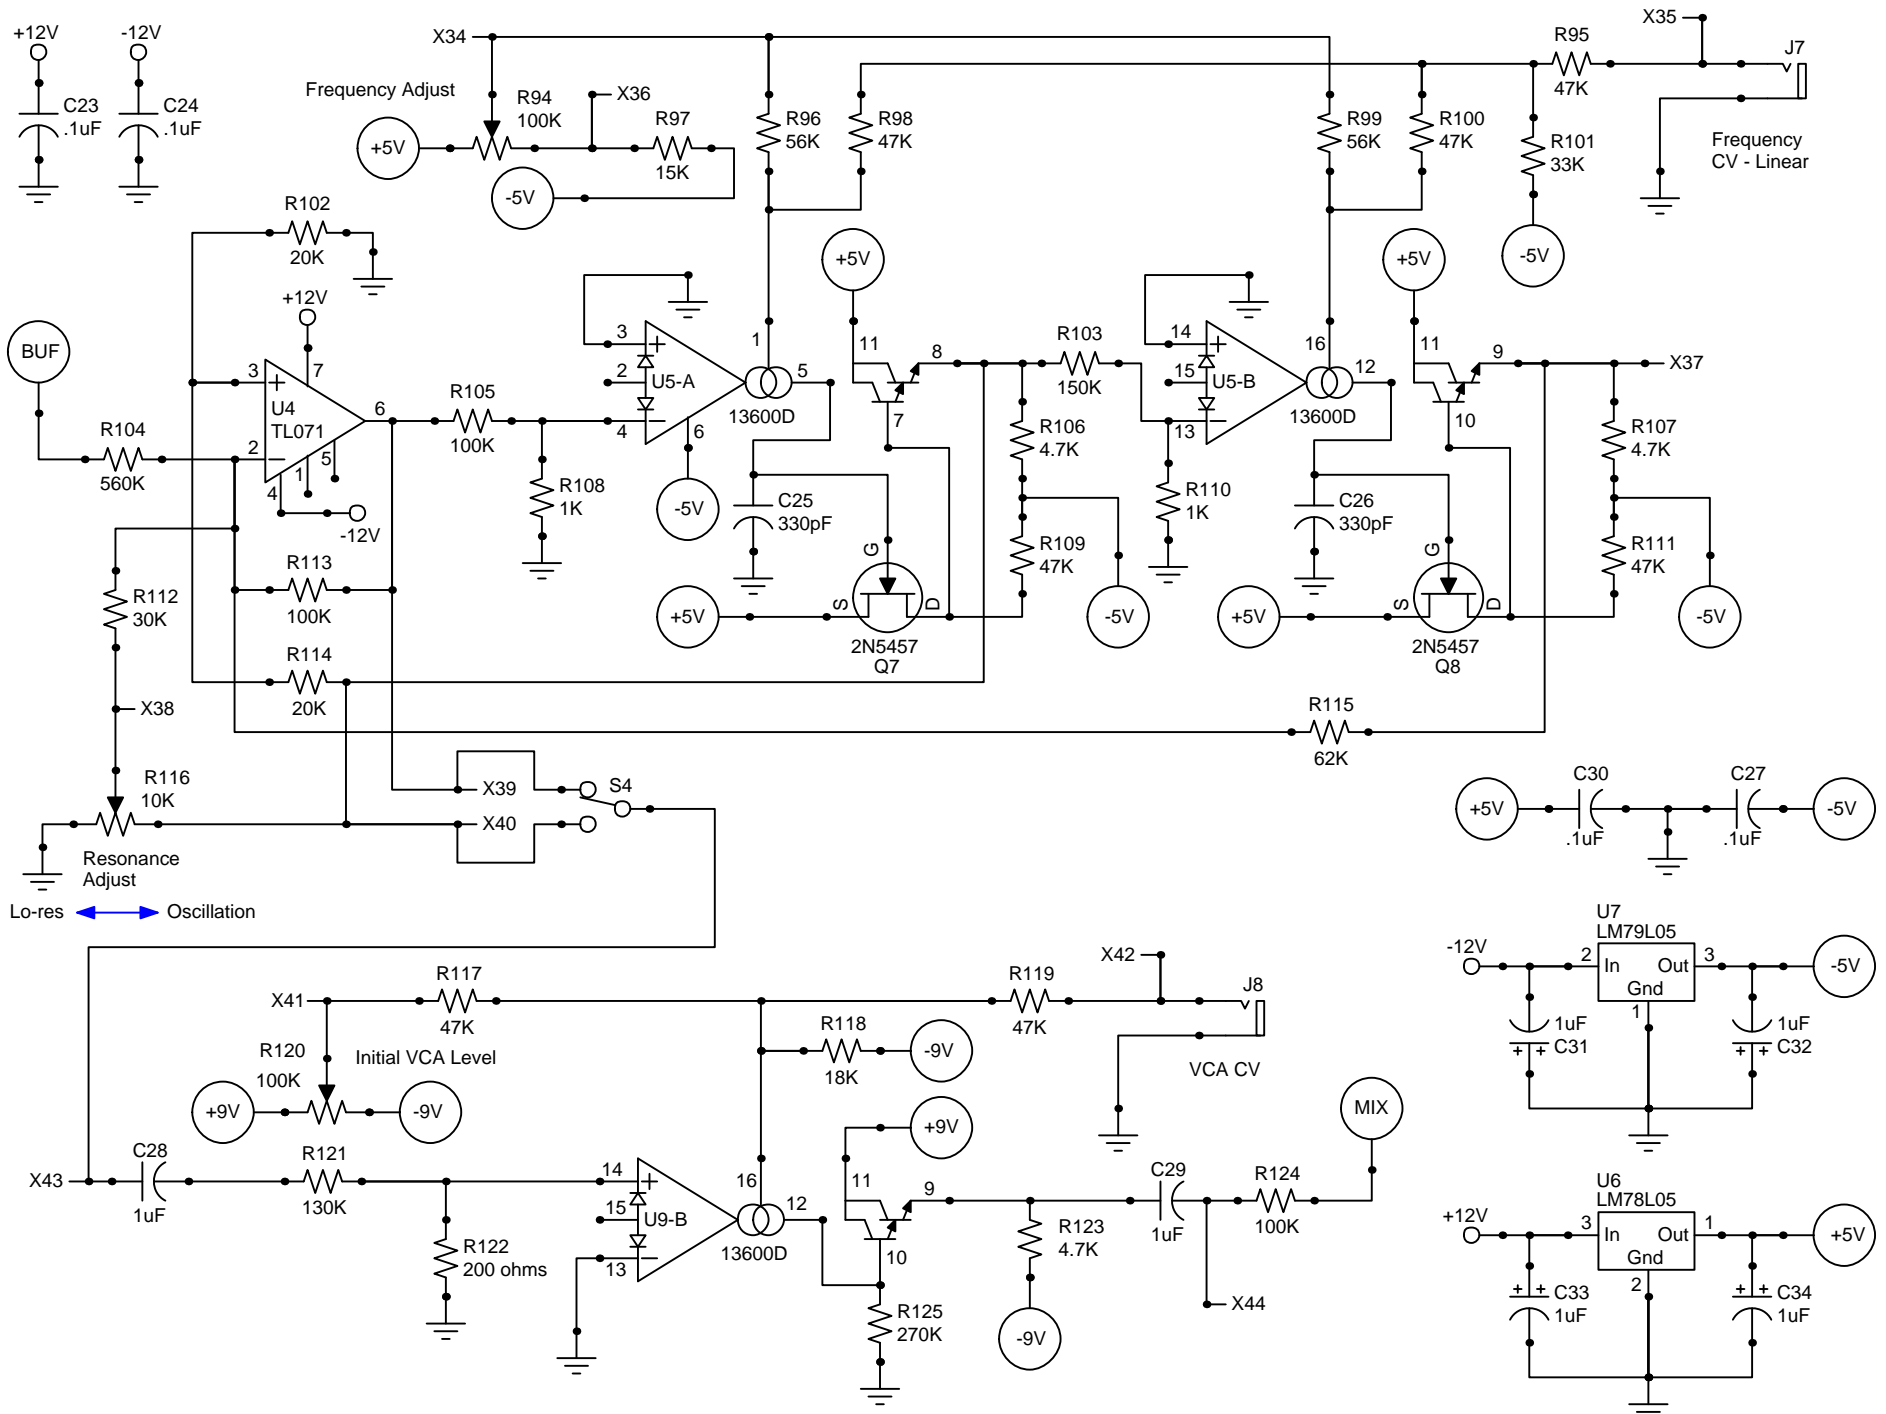 +12V
-12V
C23
.1uF
C24
.1uF
X34
Frequency Adjust
R94
100K
X36
R97
15K
+5V
-5V
R96
56K
R98
47K
R99
56K
R100
47K
R95
47K
X35
J7
R101
33K
-5V
Frequency
CV - Linear
R102
20K
+12V
BUF
R104
560K
3
+
7
U4
TL071
6
2
−
1
5
4
-12V
R105
100K
R108
1K
3
+
2
U5-A
4
−
6
-5V
1
5
13600D
+5V
11
8
7
C25
330pF
G
S
D
+5V
2N5457
Q7
R103
150K
R106
4.7K
R109
47K
-5V
R110
1K
14
+
15
U5-B
13
−
16
12
13600D
+5V
11
9
10
X37
C26
330pF
G
S
D
+5V
2N5457
Q8
R107
4.7K
R111
47K
-5V
-5V
R112
30K
R113
100K
R114
20K
X38
R115
62K
R116
10K
X39
X40
S4
Resonance
Adjust
Lo-res
Oscillation
+5V
C30
.1uF
C27
.1uF
-5V
U7
LM79L05
-12V
2
In
Out
3
Gnd
1
-5V
1uF
C31
+ +
1uF
C32
+ +
X41
R117
47K
R119
47K
X42
J8
R120
100K
Initial VCA Level
R118
18K
-9V
VCA CV
+9V
-9V
+9V
MIX
X43
C28
1uF
R121
130K
R122
200 ohms
14
+
15
U9-B
13
−
16
12
13600D
11
9
10
R125
270K
R123
4.7K
-9V
C29
1uF
R124
100K
X44
U6
LM78L05
+12V
3
In
Out
1
Gnd
2
+5V
+ +
C33
1uF
+ +
C34
1uF